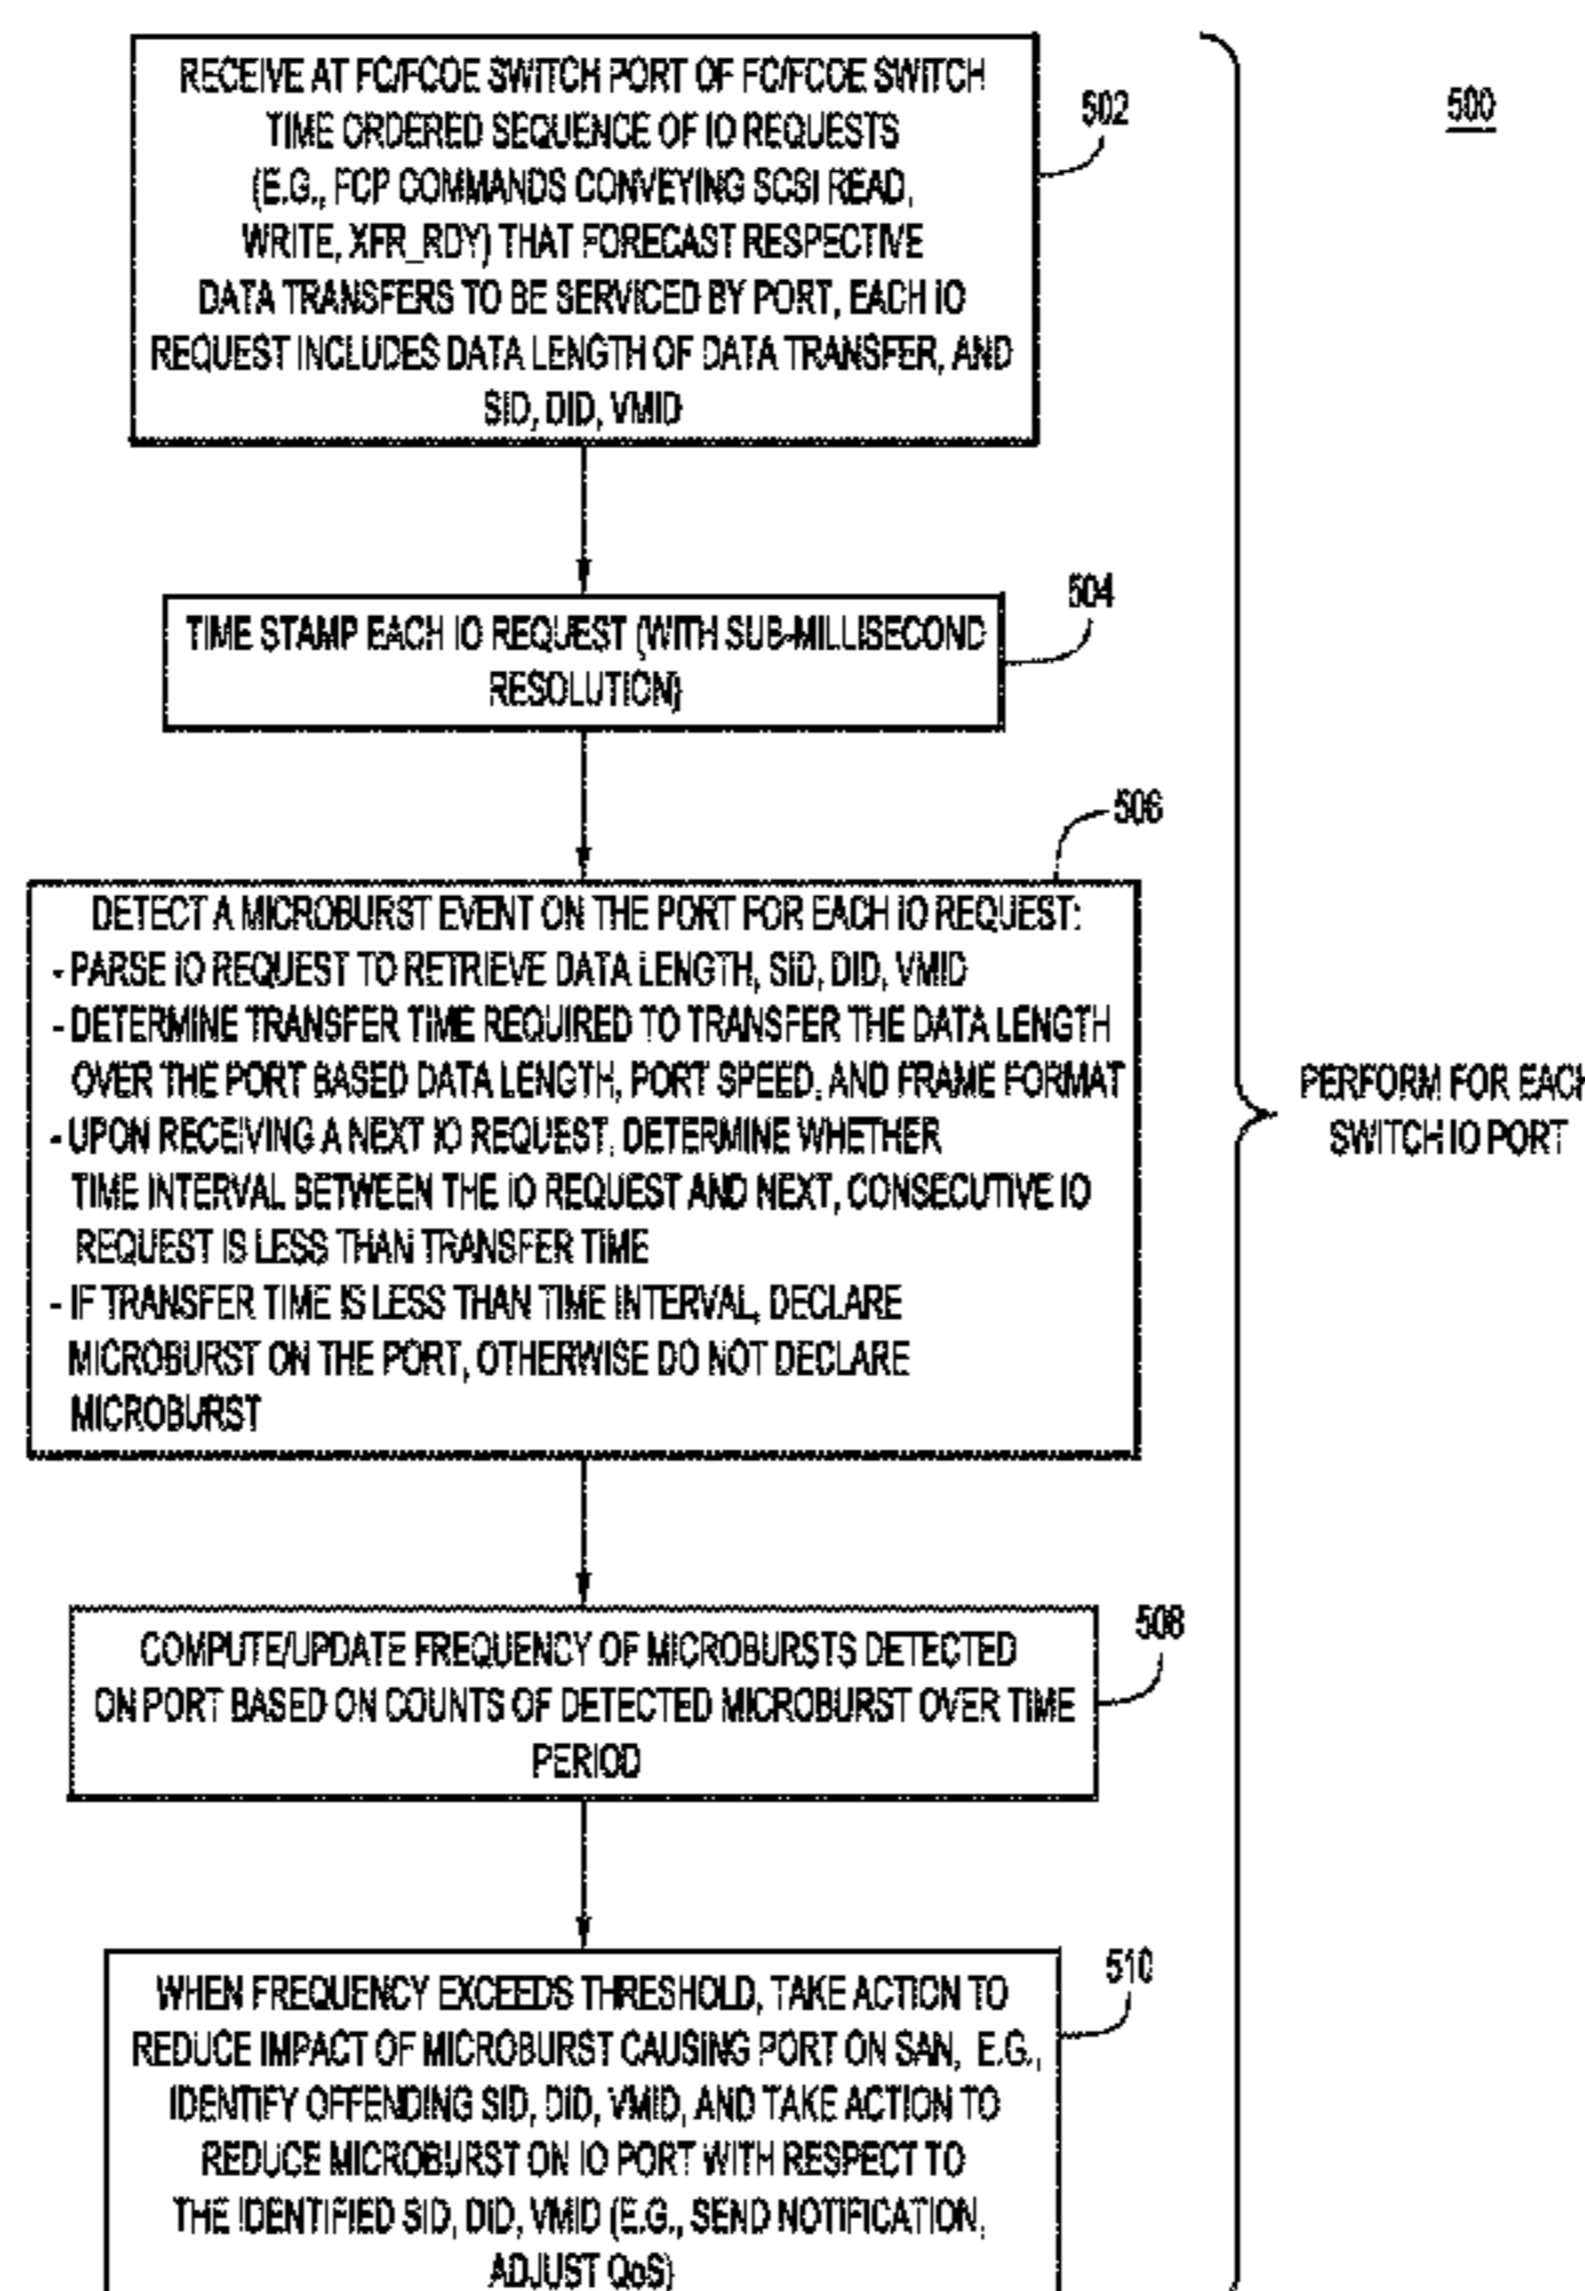 500
RECEIVE AT FC/FCOE SWITCH PORT OF FC/FCOE SWITCH
TIME ORDERED SEQUENCE OF IO REQUESTS
(E.G., FCP COMMANDS CONVEYING SCSI READ,
WRITE, XFR_RDY) THAT FORECAST RESPECTIVE
DATA TRANSFERS TO BE SERVICED BY PORT, EACH IO
REQUEST INCLUDES DATA LENGTH OF DATA TRANSFER, AND
SID, DID, VMID
502
TIME STAMP EACH IO REQUEST (WITH SUB-MILLISECOND
RESOLUTION)
504
506
DETECT A MICROBURST EVENT ON THE PORT FOR EACH IO REQUEST:
- PARSE IO REQUEST TO RETRIEVE DATA LENGTH, SID, DID, VMID
- DETERMINE TRANSFER TIME REQUIRED TO TRANSFER THE DATA LENGTH
OVER THE PORT BASED DATA LENGTH, PORT SPEED, AND FRAME FORMAT
- UPON RECEIVING A NEXT IO REQUEST, DETERMINE WHETHER
TIME INTERVAL BETWEEN THE IO REQUEST AND NEXT, CONSECUTIVE IO
REQUEST IS LESS THAN TRANSFER TIME
- IF TRANSFER TIME IS LESS THAN TIME INTERVAL, DECLARE
MICROBURST ON THE PORT, OTHERWISE DO NOT DECLARE
MICROBURST
PERFORM FOR EACH
SWITCH IO PORT
COMPUTE/UPDATE FREQUENCY OF MICROBURSTS DETECTED
ON PORT BASED ON COUNTS OF DETECTED MICROBURST OVER TIME
PERIOD
508
WHEN FREQUENCY EXCEEDS THRESHOLD, TAKE ACTION TO
REDUCE IMPACT OF MICROBURST CAUSING PORT ON SAN, E.G.,
IDENTIFY OFFENDING SID, DID, VMID, AND TAKE ACTION TO
REDUCE MICROBURST ON IO PORT WITH RESPECT TO
THE IDENTIFIED SID, DID, VMID (E.G., SEND NOTIFICATION,
ADJUST QoS)
510